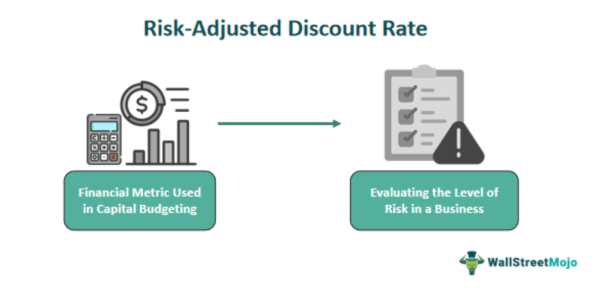 Risk-Adjusted Discount Rate
$
Financial Metric Used
in Capital Budgeting
Evaluating the Level of
Risk in a Business
WallStreetMojo